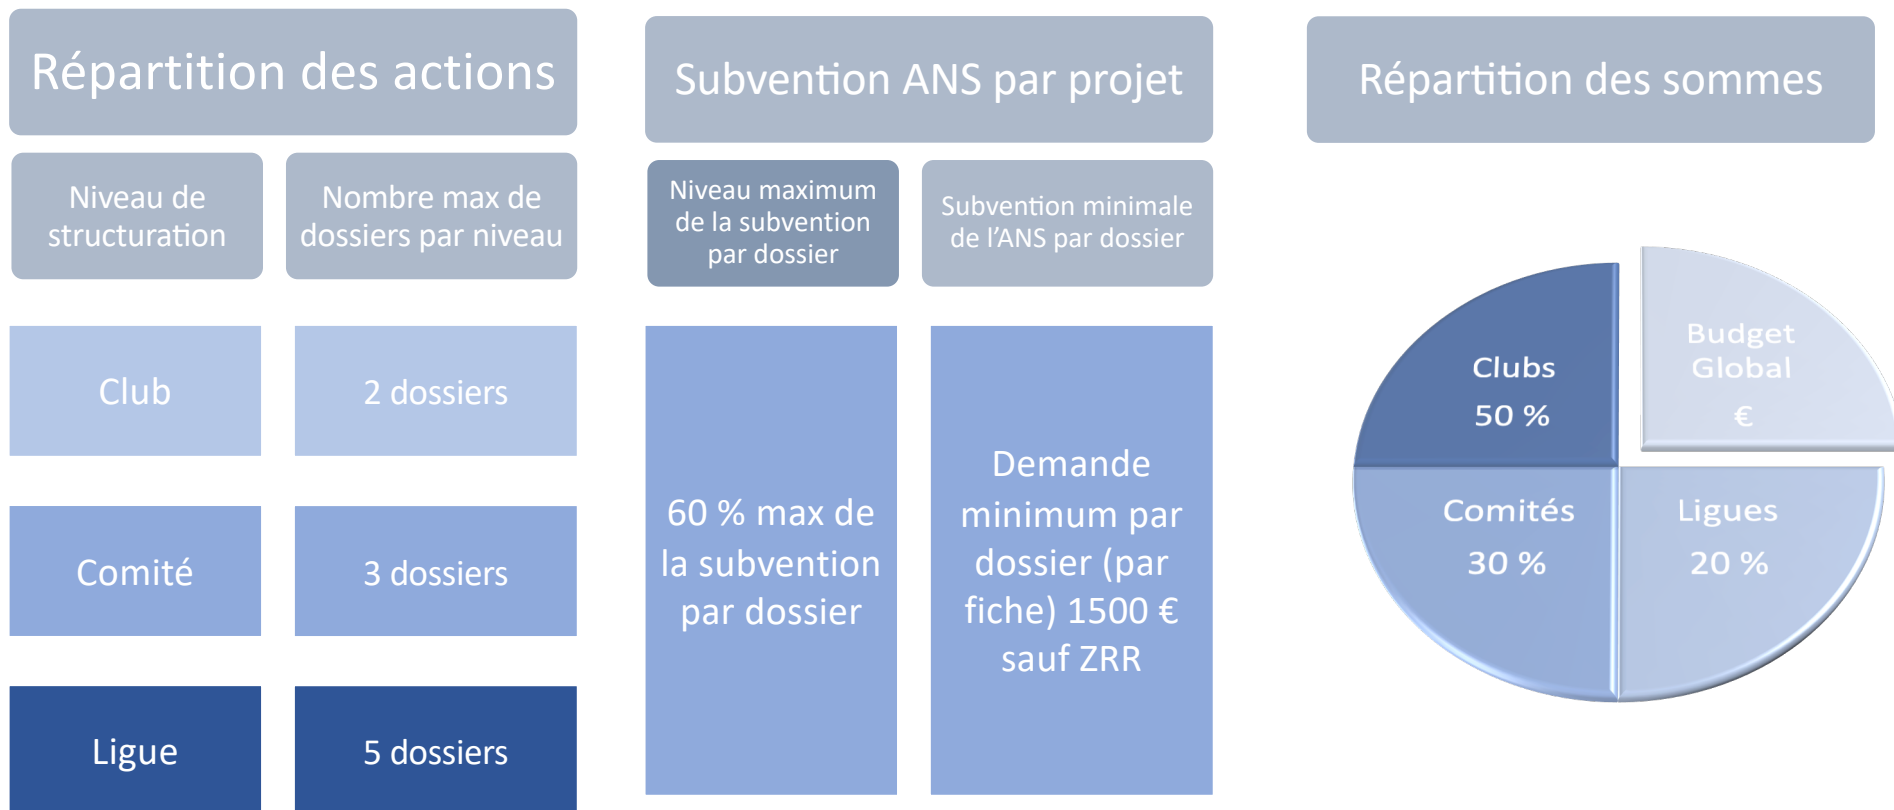 Répartition des actions
Niveau de
structuration
Nombre max de
dossiers par niveau
Club
2 dossiers
Comité
3 dossiers
Ligue
5 dossiers
Subvention ANS par projet
Niveau maximum
de la subvention
par dossier
Subvention minimale
de l'ANS par dossier
60 % max de
la subvention
par dossier
Demande
minimum par
dossier (par
fiche) 1500 €
sauf ZRR
Répartition des sommes
Clubs
50 %
Budget
Global
€
Comités
30 %
Ligues
20 %